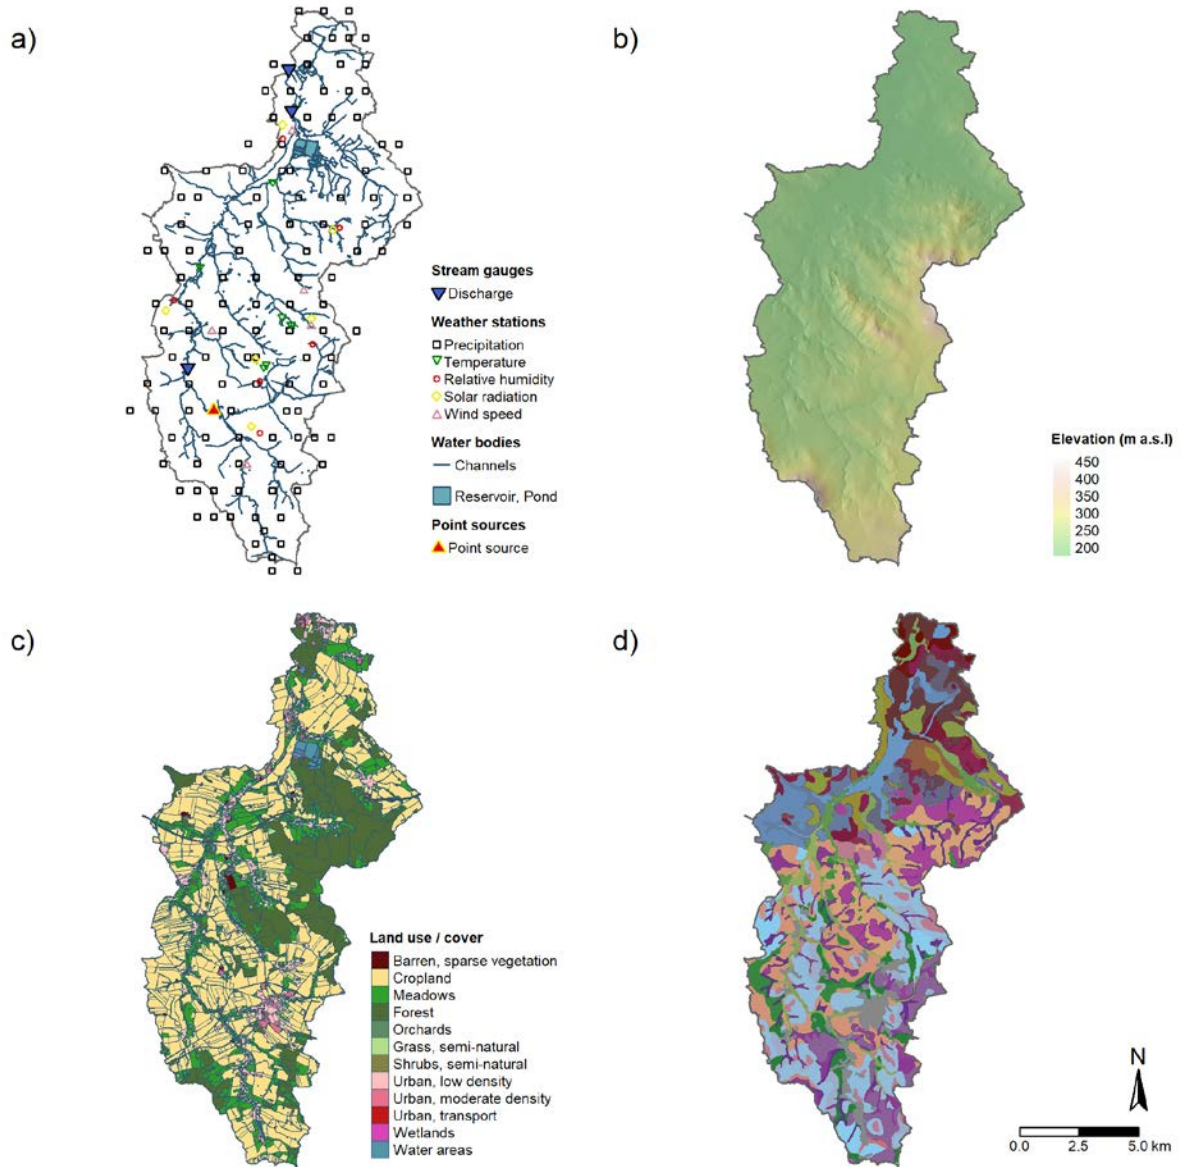 a)
b)
Stream gauges
Discharge
Weather stations
Precipitation
Temperature
Relative humidity
Solar radiation
Wind speed
Water bodies
Channels
Reservoir, Pond
Point sources
Point source
Elevation (m a.s.l)
450
400
350
300
250
200
c)
d)
Land use / cover
Barren, sparse vegetation
Cropland
Meadows
Forest
Orchards
Grass, semi-natural
Shrubs, semi-natural
Urban, low density
Urban, moderate density
Urban, transport
Wetlands
Water areas
N
0.0 2.5 5.0 km